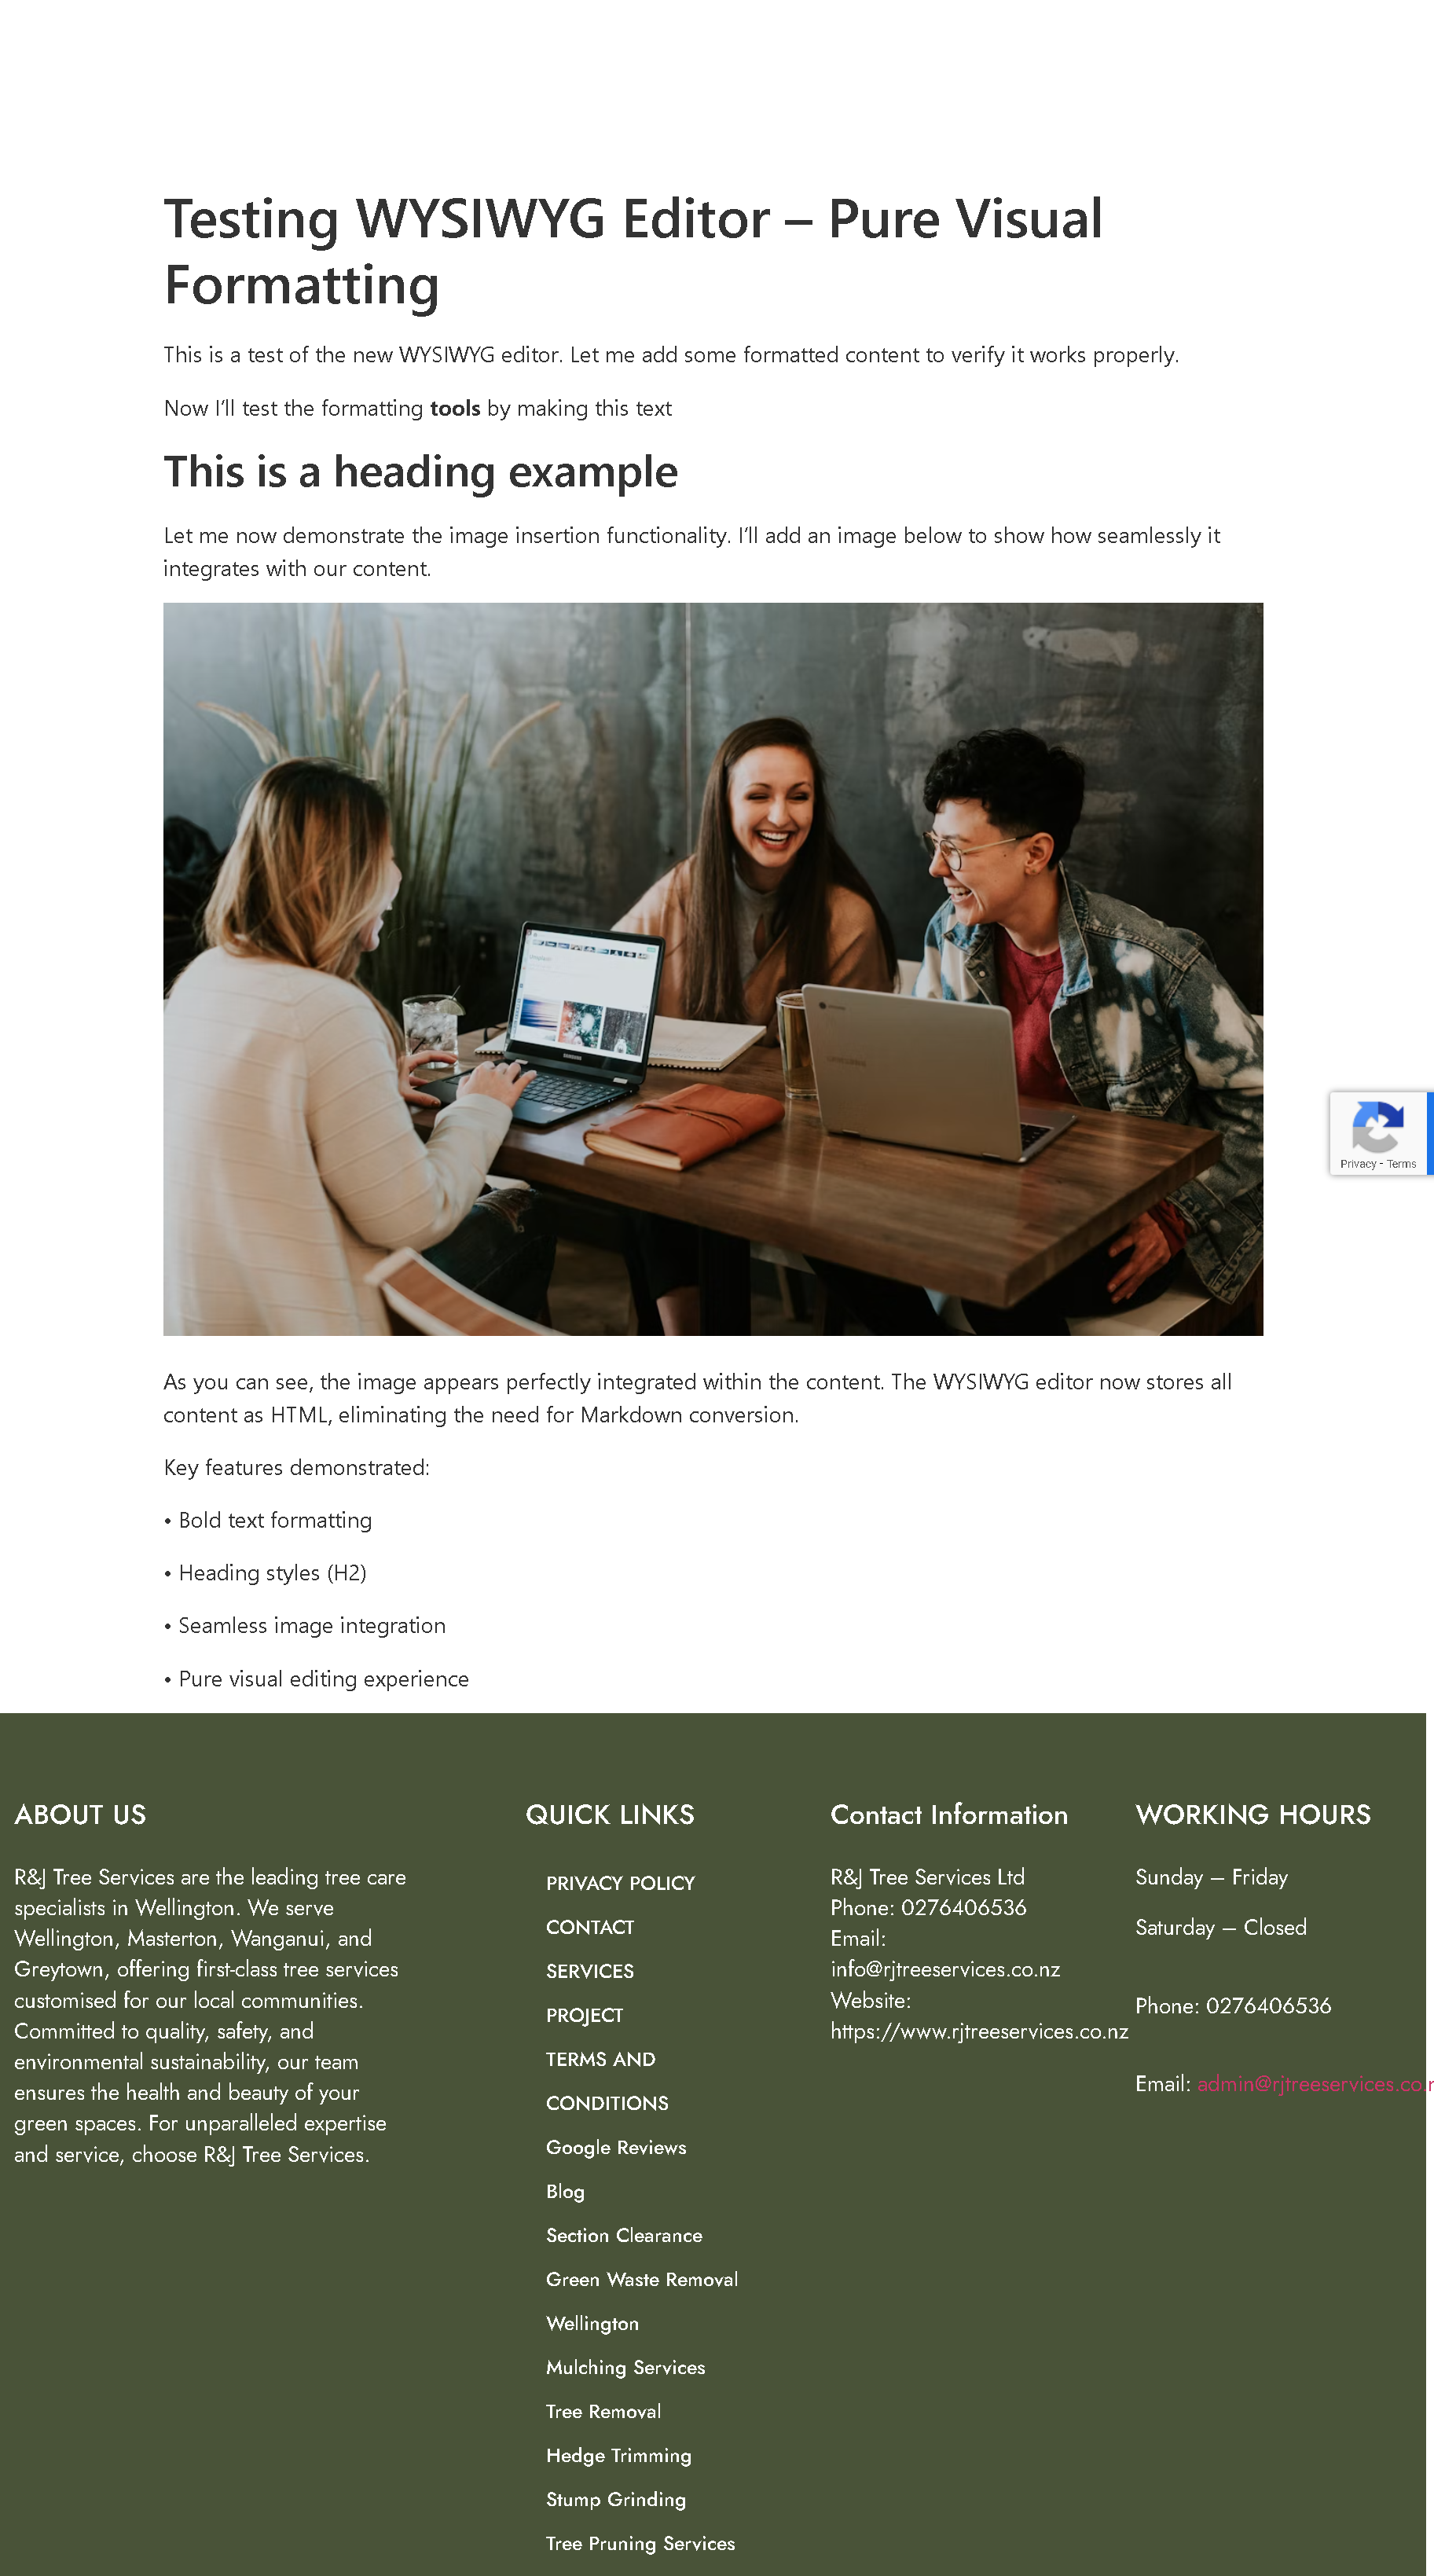 Testing WYSIWYG Editor – Pure Visual
Formatting
This is a test of the new WYSIWYG editor. Let me add some formatted content to verify it works properly.
Now I’ll test the formatting tools by making this text
This is a heading example
Let me now demonstrate the image insertion functionality. I’ll add an image below to show how seamlessly it
integrates with our content.
Privacy - Terms
As you can see, the image appears perfectly integrated within the content. The WYSIWYG editor now stores all
content as HTML, eliminating the need for Markdown conversion.
Key features demonstrated:
• Bold text formatting
• Heading styles (H2)
• Seamless image integration
• Pure visual editing experience
ABOUT US
R&J Tree Services are the leading tree care
specialists in Wellington. We serve
Wellington, Masterton, Wanganui, and
Greytown, offering first-class tree services
customised for our local communities.
Committed to quality, safety, and
environmental sustainability, our team
ensures the health and beauty of your
green spaces. For unparalleled expertise
and service, choose R&J Tree Services.
QUICK LINKS
PRIVACY POLICY
CONTACT
SERVICES
PROJECT
TERMS AND
CONDITIONS
Google Reviews
Blog
Section Clearance
Green Waste Removal
Wellington
Mulching Services
Tree Removal
Hedge Trimming
Stump Grinding
Tree Pruning Services
Contact Information
R&J Tree Services Ltd
Phone: 0276406536
Email:
info@rjtreeservices.co.nz
Website:
https://www.rjtreeservices.co.nz
WORKING HOURS
Sunday – Friday
Saturday – Closed
Phone: 0276406536
Email: admin@rjtreeservices.co.